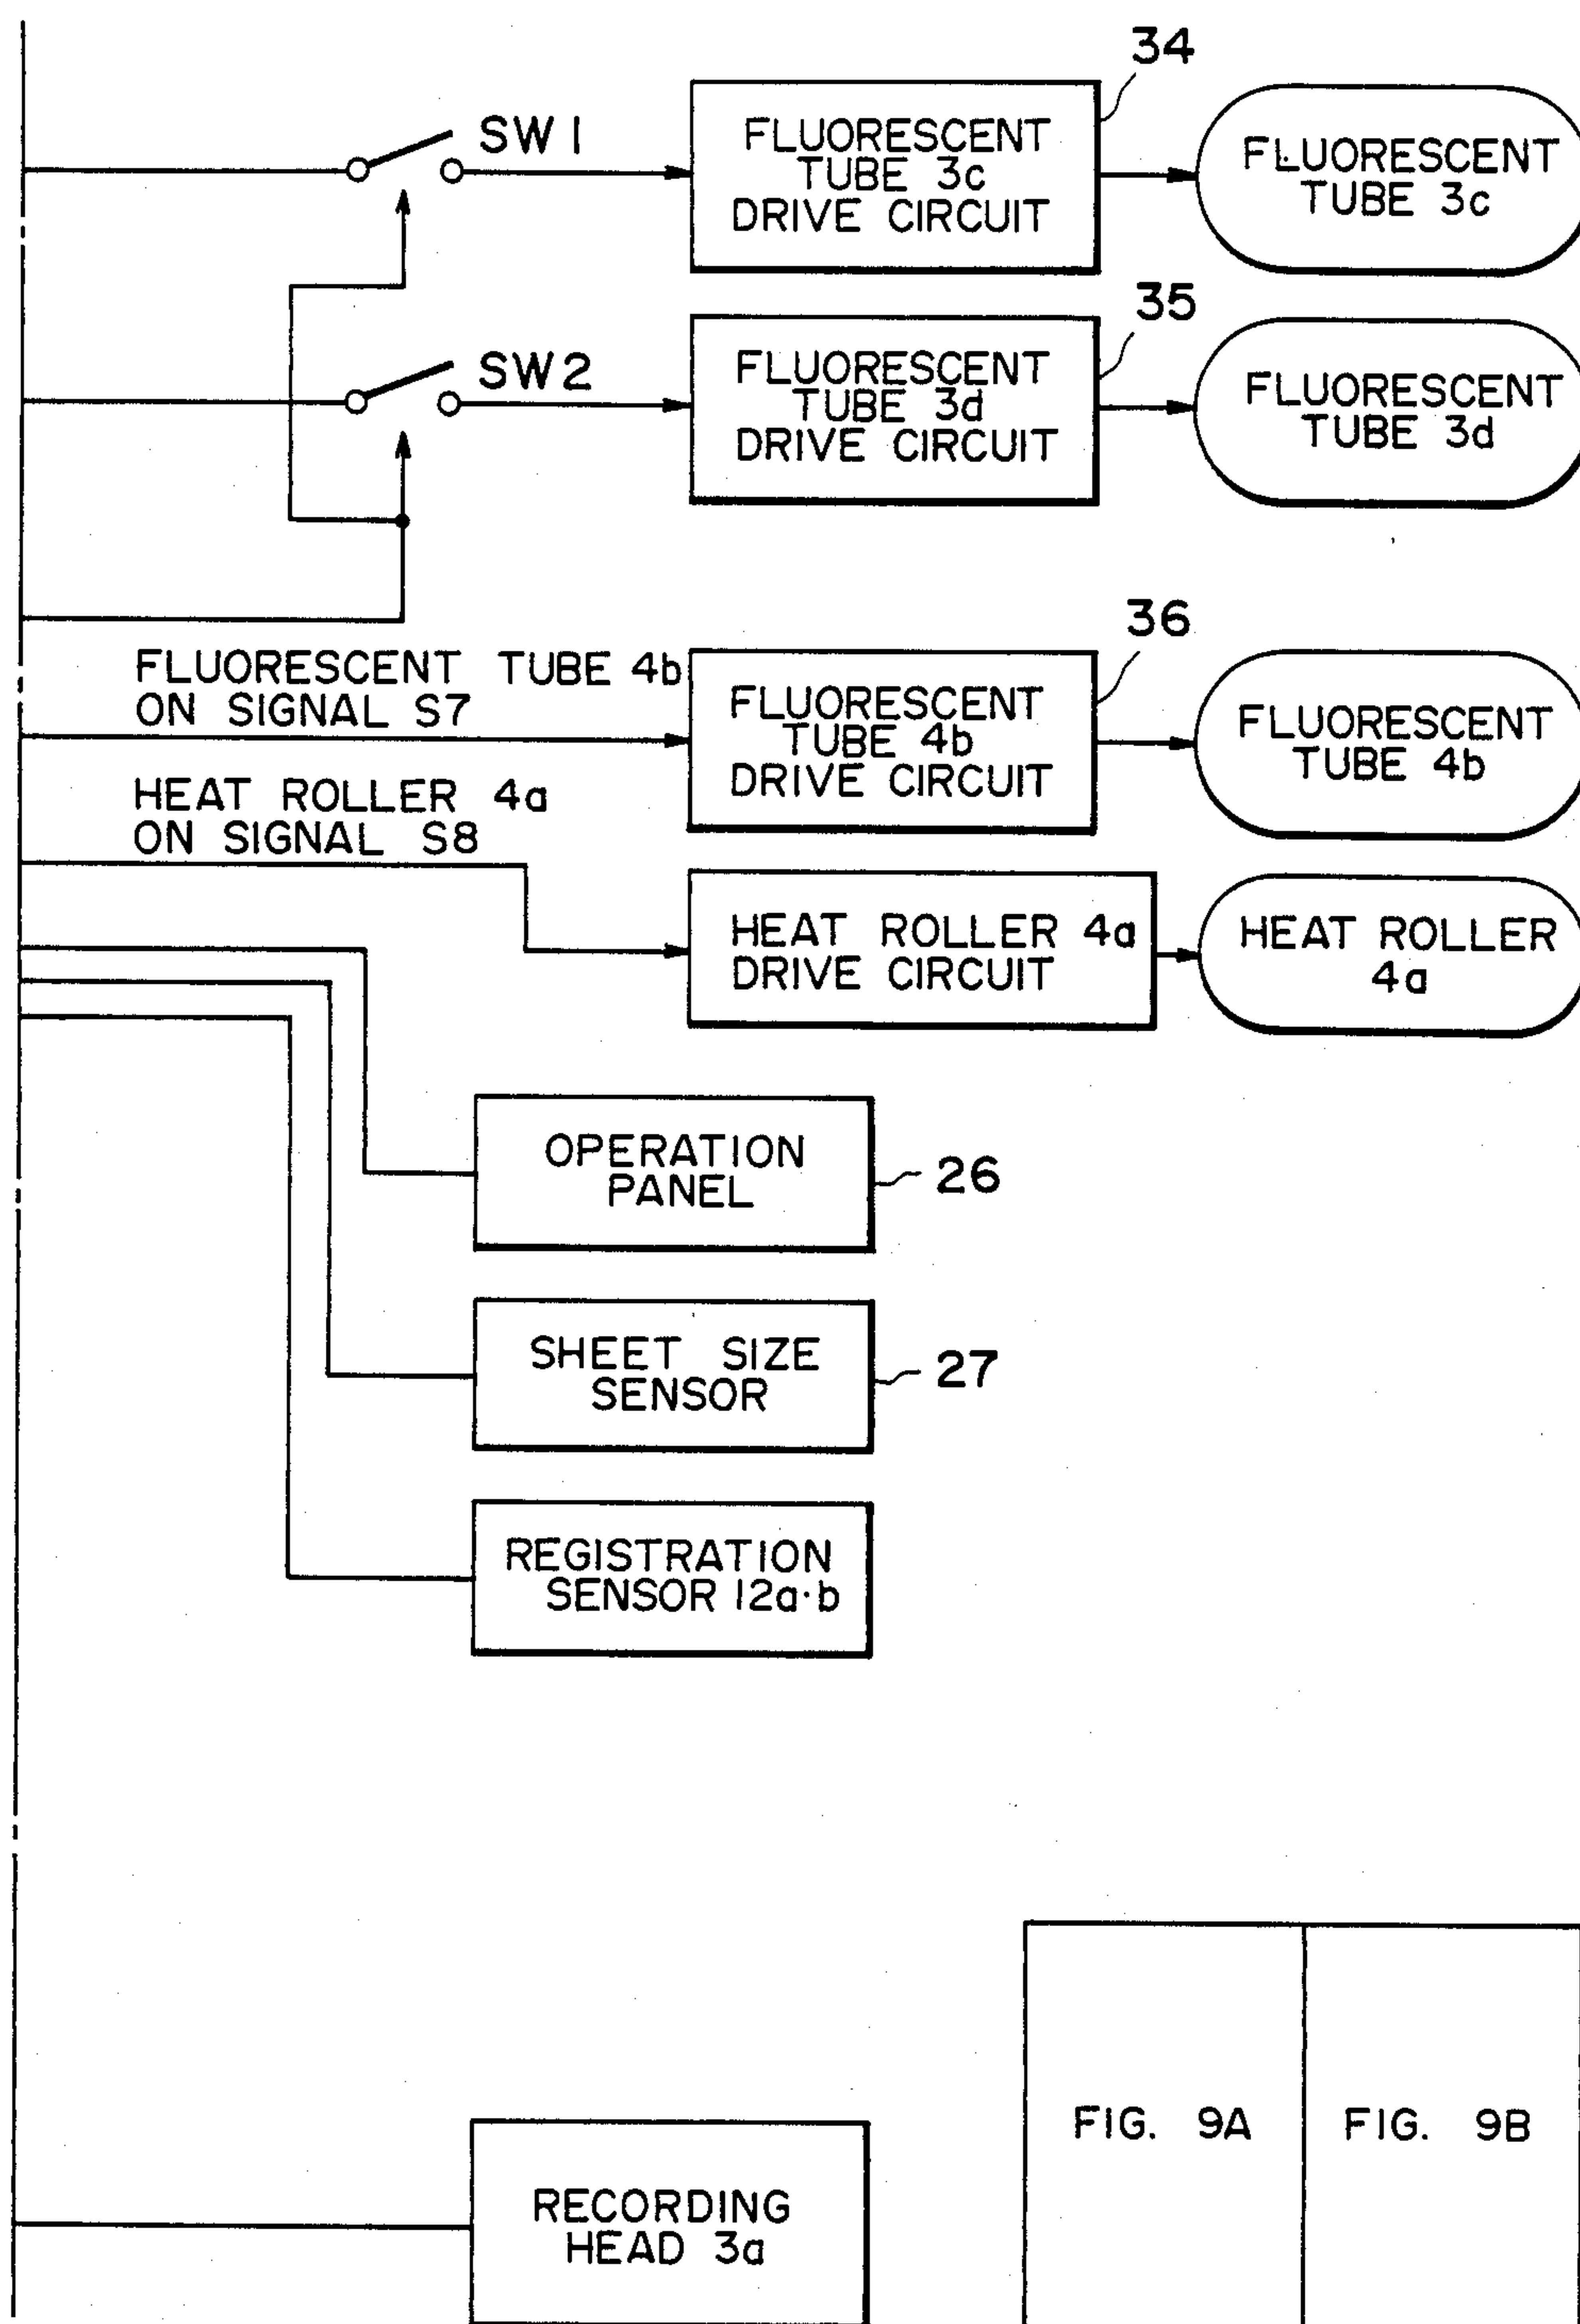 34
SW1
FLUORESCENT
TUBE 3c
DRIVE CIRCUIT
FLUORESCENT
TUBE 3c
35
SW2
FLUORESCENT
TUBE 3d
DRIVE CIRCUIT
FLUORESCENT
TUBE 3d
36
FLUORESCENT TUBE 4b
ON SIGNAL S7
FLUORESCENT
TUBE 4b
DRIVE CIRCUIT
FLUORESCENT
TUBE 4b
HEAT ROLLER 4a
ON SIGNAL S8
HEAT ROLLER 4a
DRIVE CIRCUIT
HEAT ROLLER
4a
OPERATION
PANEL
26
SHEET SIZE
SENSOR
27
REGISTRATION
SENSOR 12a·b
RECORDING
HEAD 3a
FIG. 9A
FIG. 9B